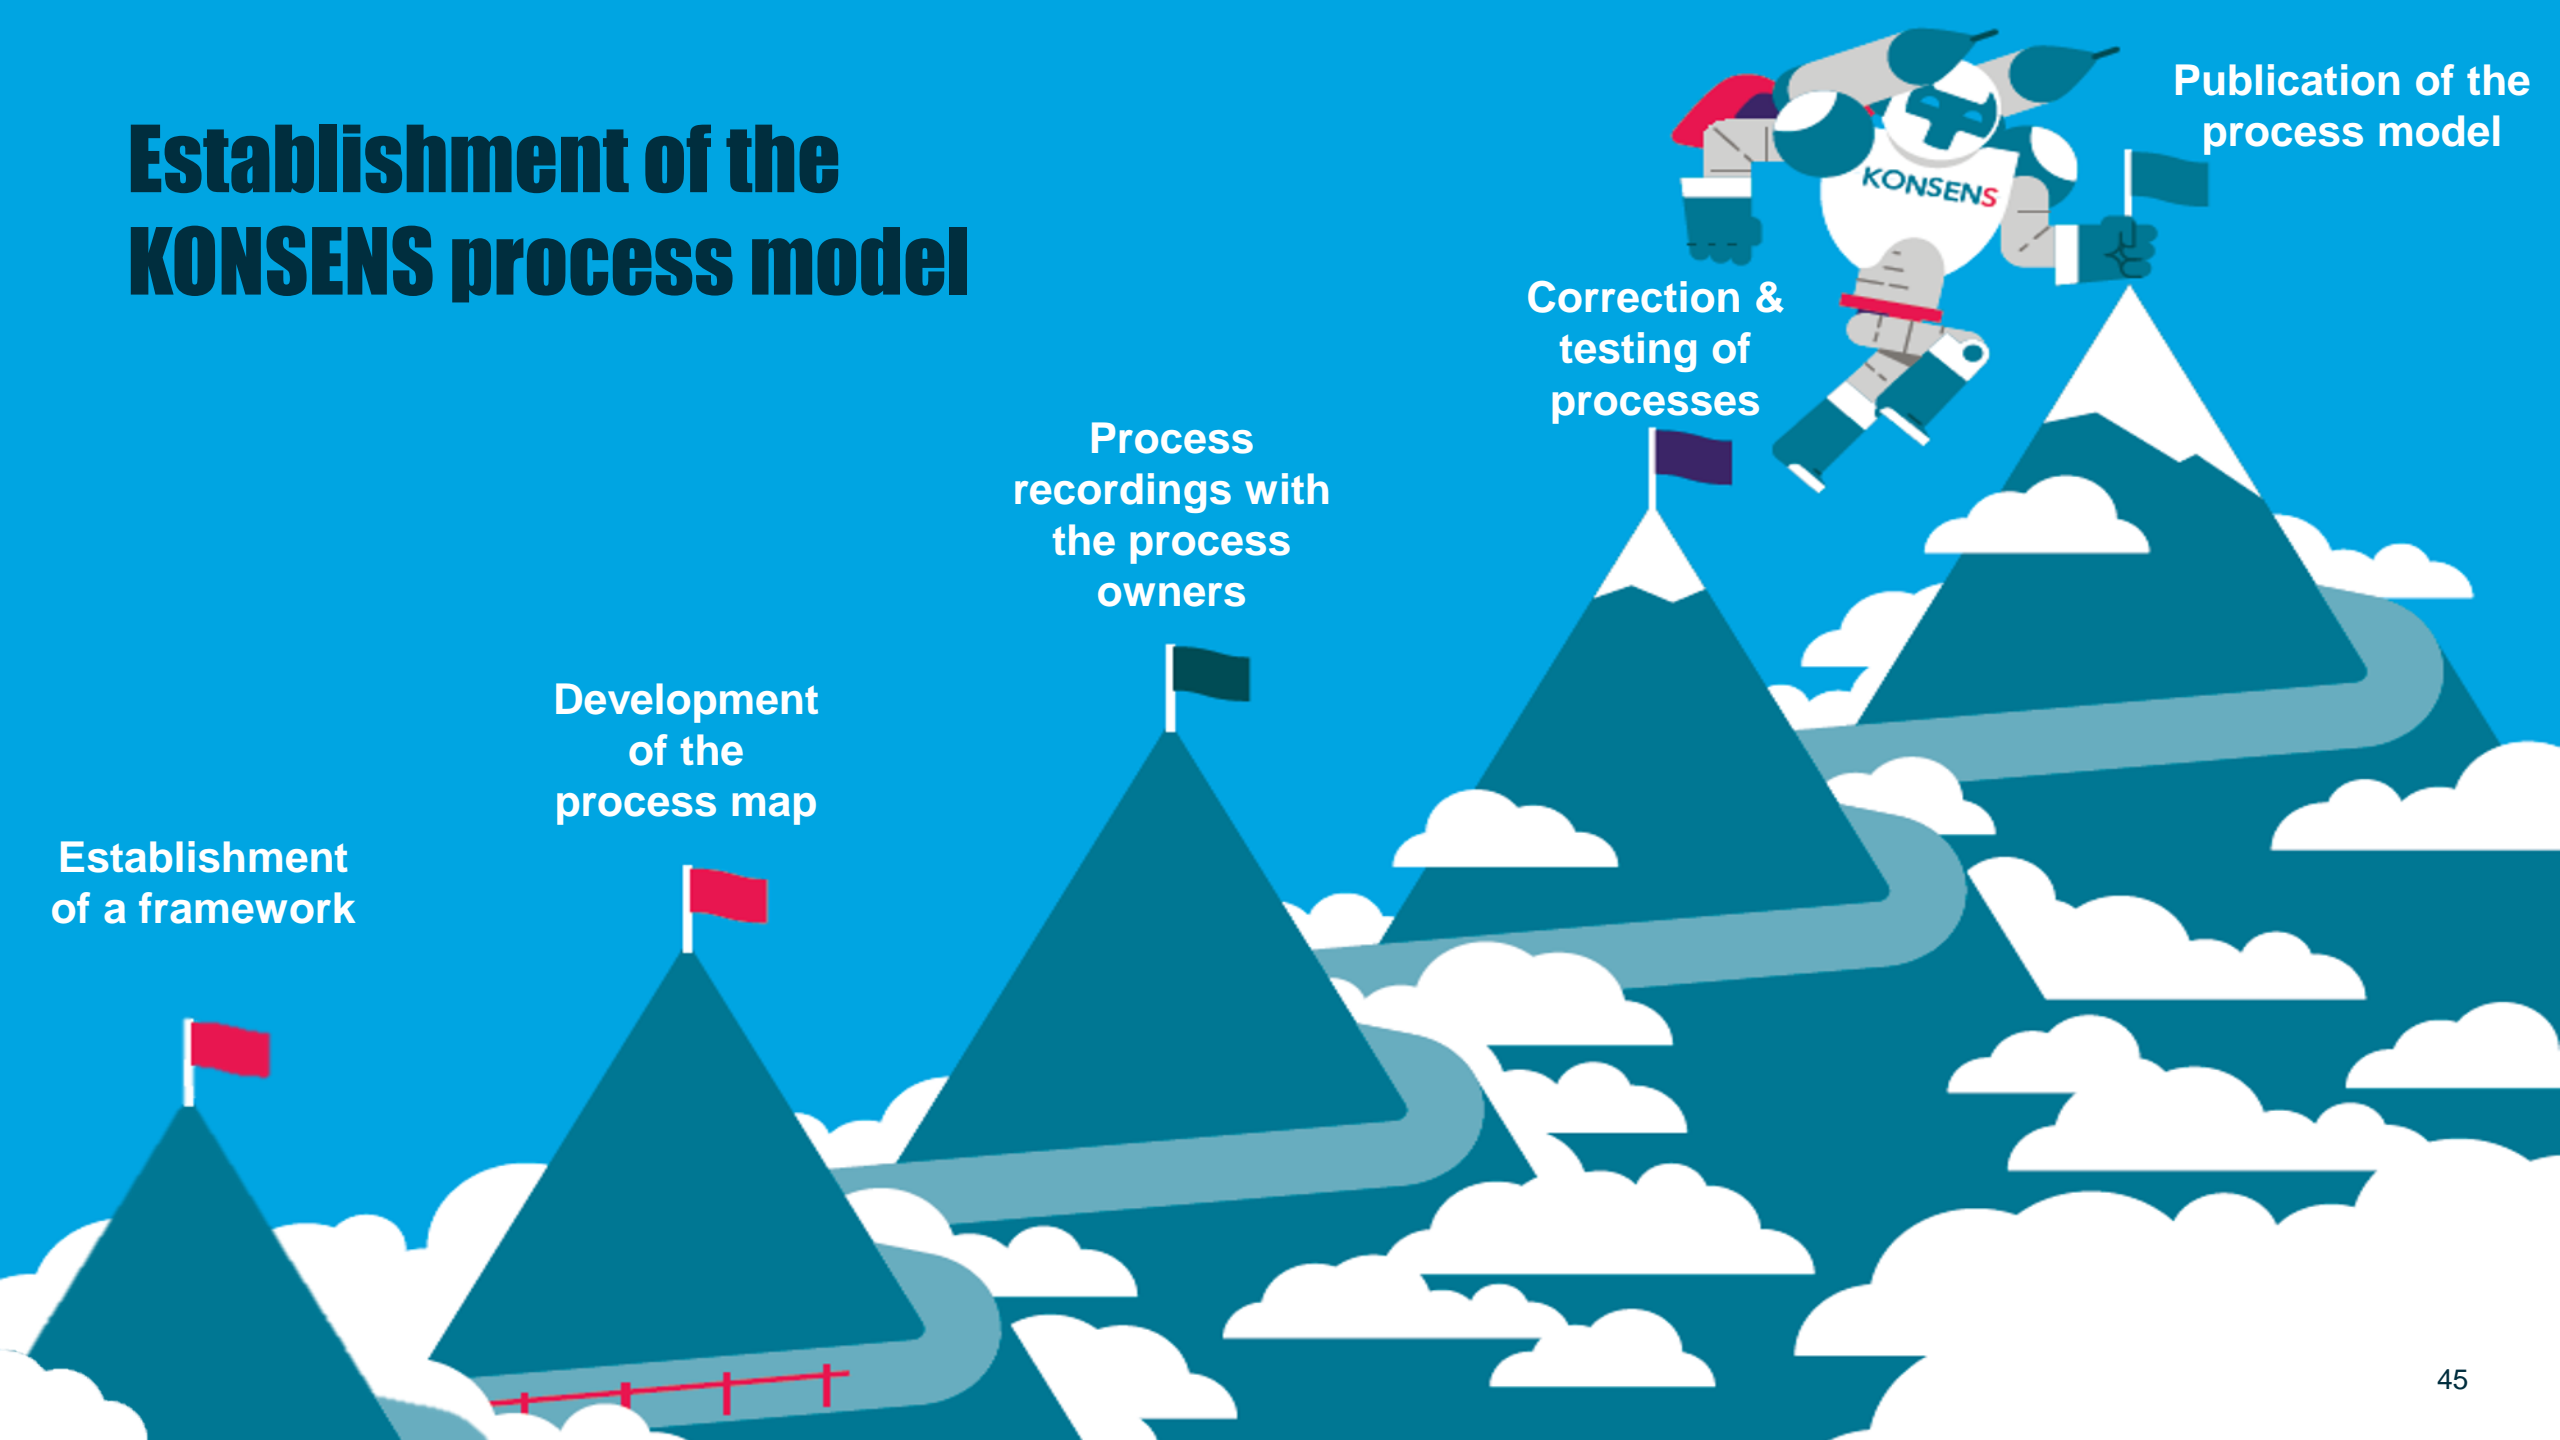 Establishment of the
KONSENS process model
Establishment
of a framework
Development
of the
process map
Process
recordings with
the process
owners
Correction &
testing of
processes
KONSENS
Publication of the
process model
45